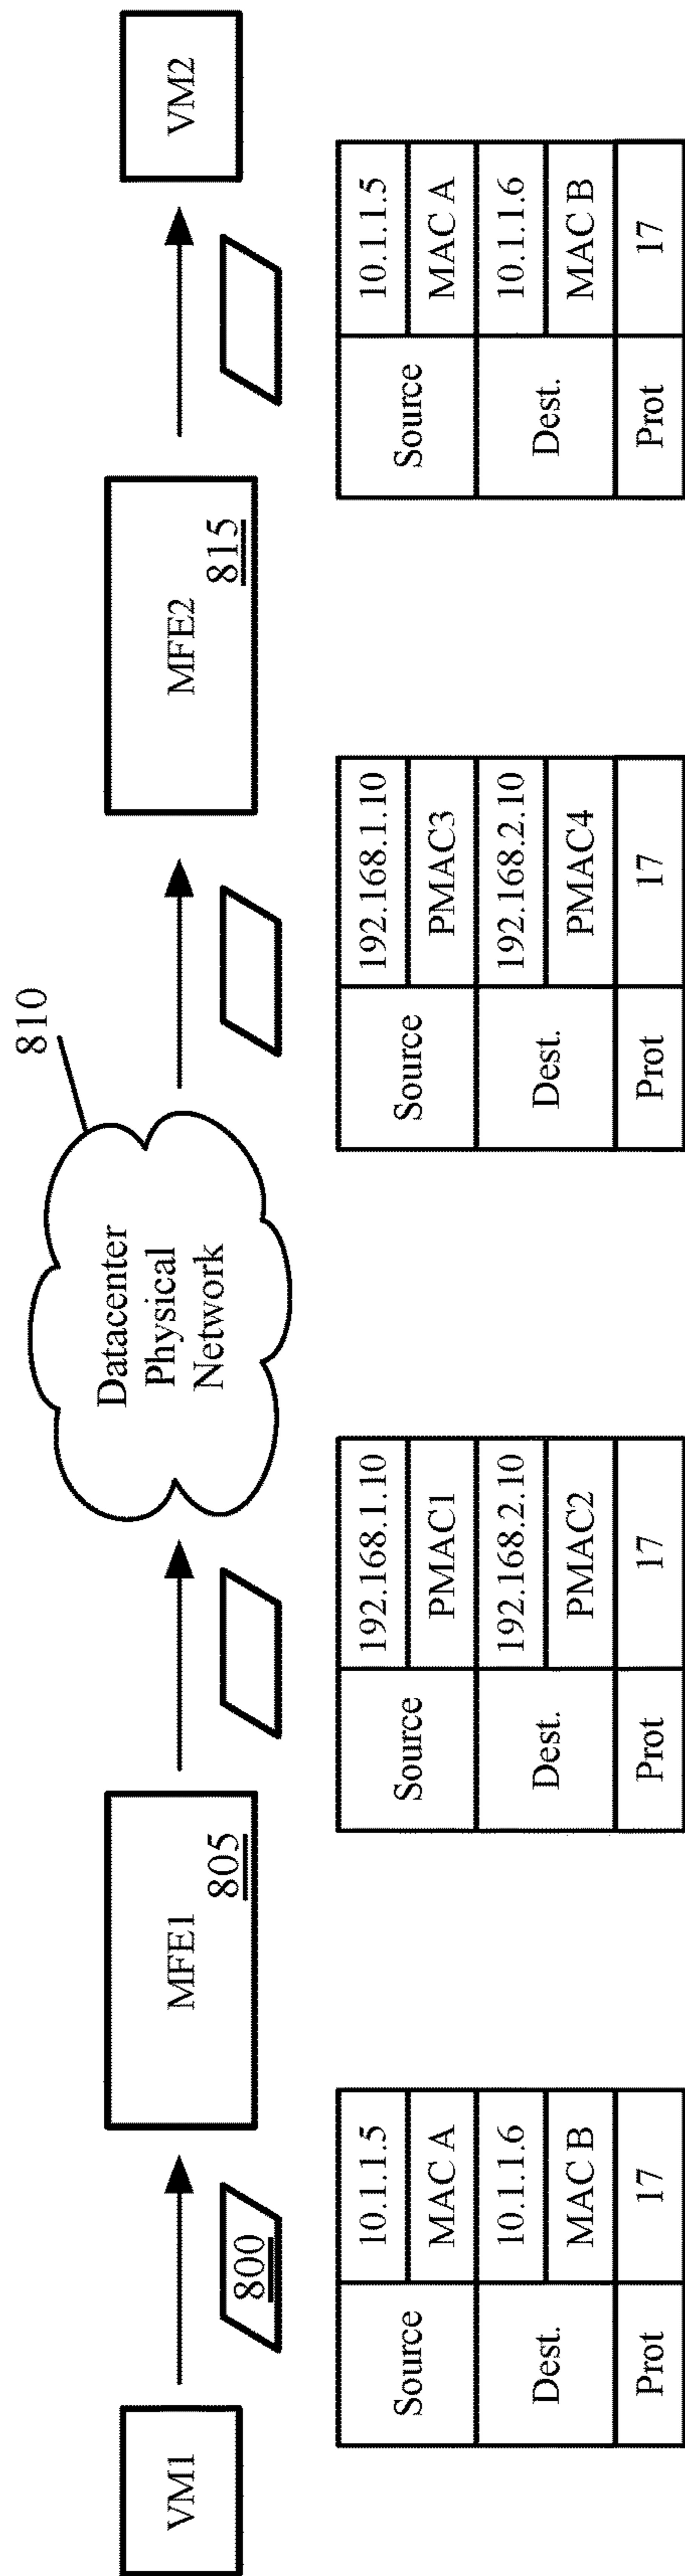 810
VM1
800
MFE1
805
Datacenter
Physical
Network
MFE2
815
VM2
Source 10.1.1.5
MAC A
Dest. 10.1.1.6
MAC B
Prot 17
Source 192.168.1.10
PMAC1
Dest. 192.168.2.10
PMAC2
Prot 17
Source 192.168.1.10
PMAC3
Dest. 192.168.2.10
PMAC4
Prot 17
Source 10.1.1.5
MAC A
Dest. 10.1.1.6
MAC B
Prot 17